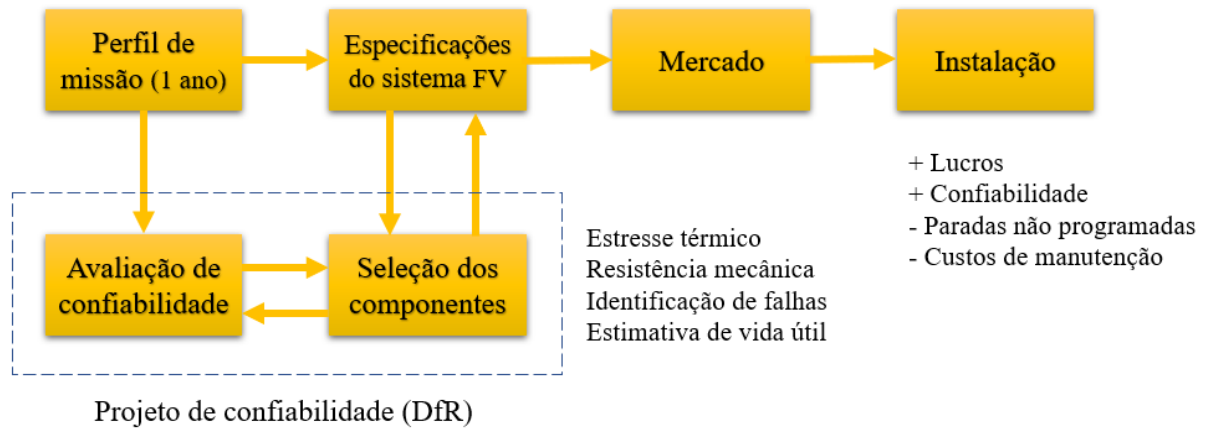 Perfil de
missão (1 ano)
Especificações
do sistema FV
Mercado
Instalação
+ Lucros
+ Confiabilidade
- Paradas não programadas
- Custos de manutenção
Avaliação de
confiabilidade
Seleção dos
componentes
Estresse térmico
Resistência mecânica
Identificação de falhas
Estimativa de vida útil
Projeto de confiabilidade (DfR)